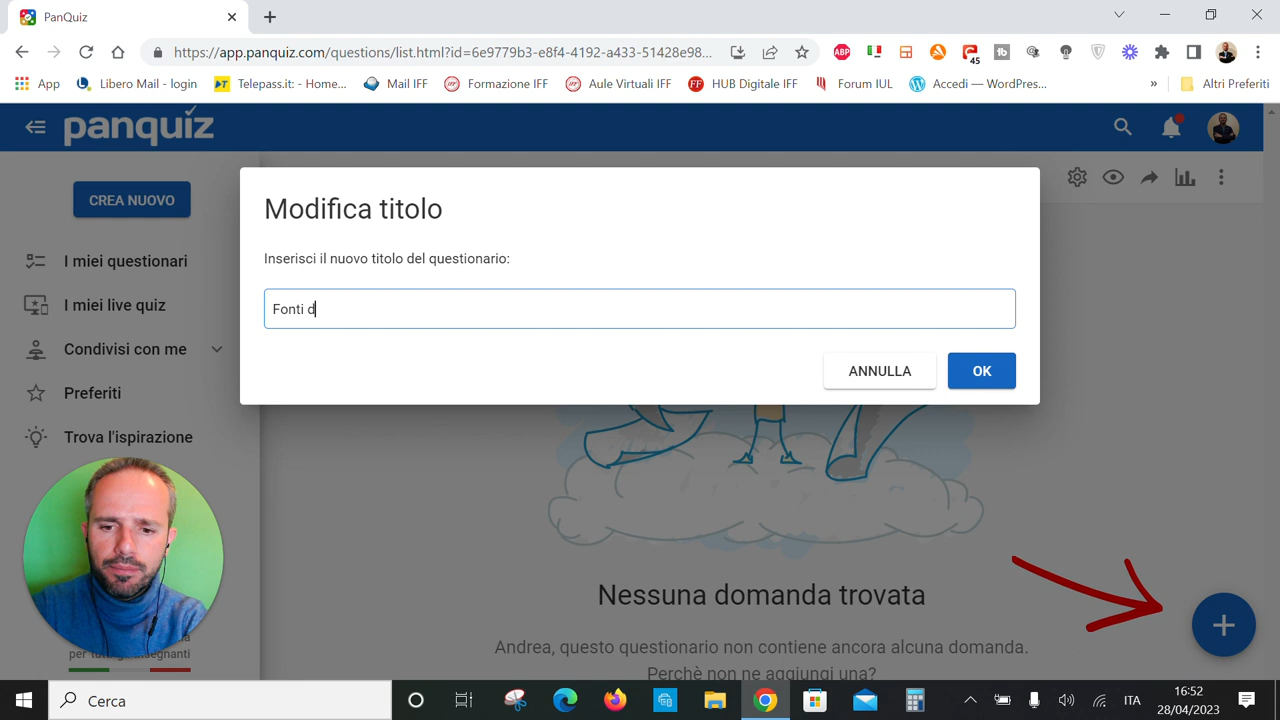 PanQuiz
https://app.panquiz.com/questions/list.html?id=6e9779b3-e8f4-4192-a433-51428e98...
ABP
45
tb
App
Libero Mail - login
Telepass.it: - Home...
Mail IFF
Formazione IFF
Aule Virtuali IFF
HUB Digitale IFF
Forum IUL
Accedi — WordPres...
»
Altri Preferiti
panquiz
CREA NUOVO
I miei questionari
I miei live quiz
Condivisi con me
Preferiti
Trova l'ispirazione
Modifica titolo
Inserisci il nuovo titolo del questionario:
Fonti d
ANNULLA
OK
Nessuna domanda trovata
Andrea, questo questionario non contiene ancora alcuna domanda.
Perchè non ne aggiungi una?
Cerca
ITA
16:52
28/04/2023